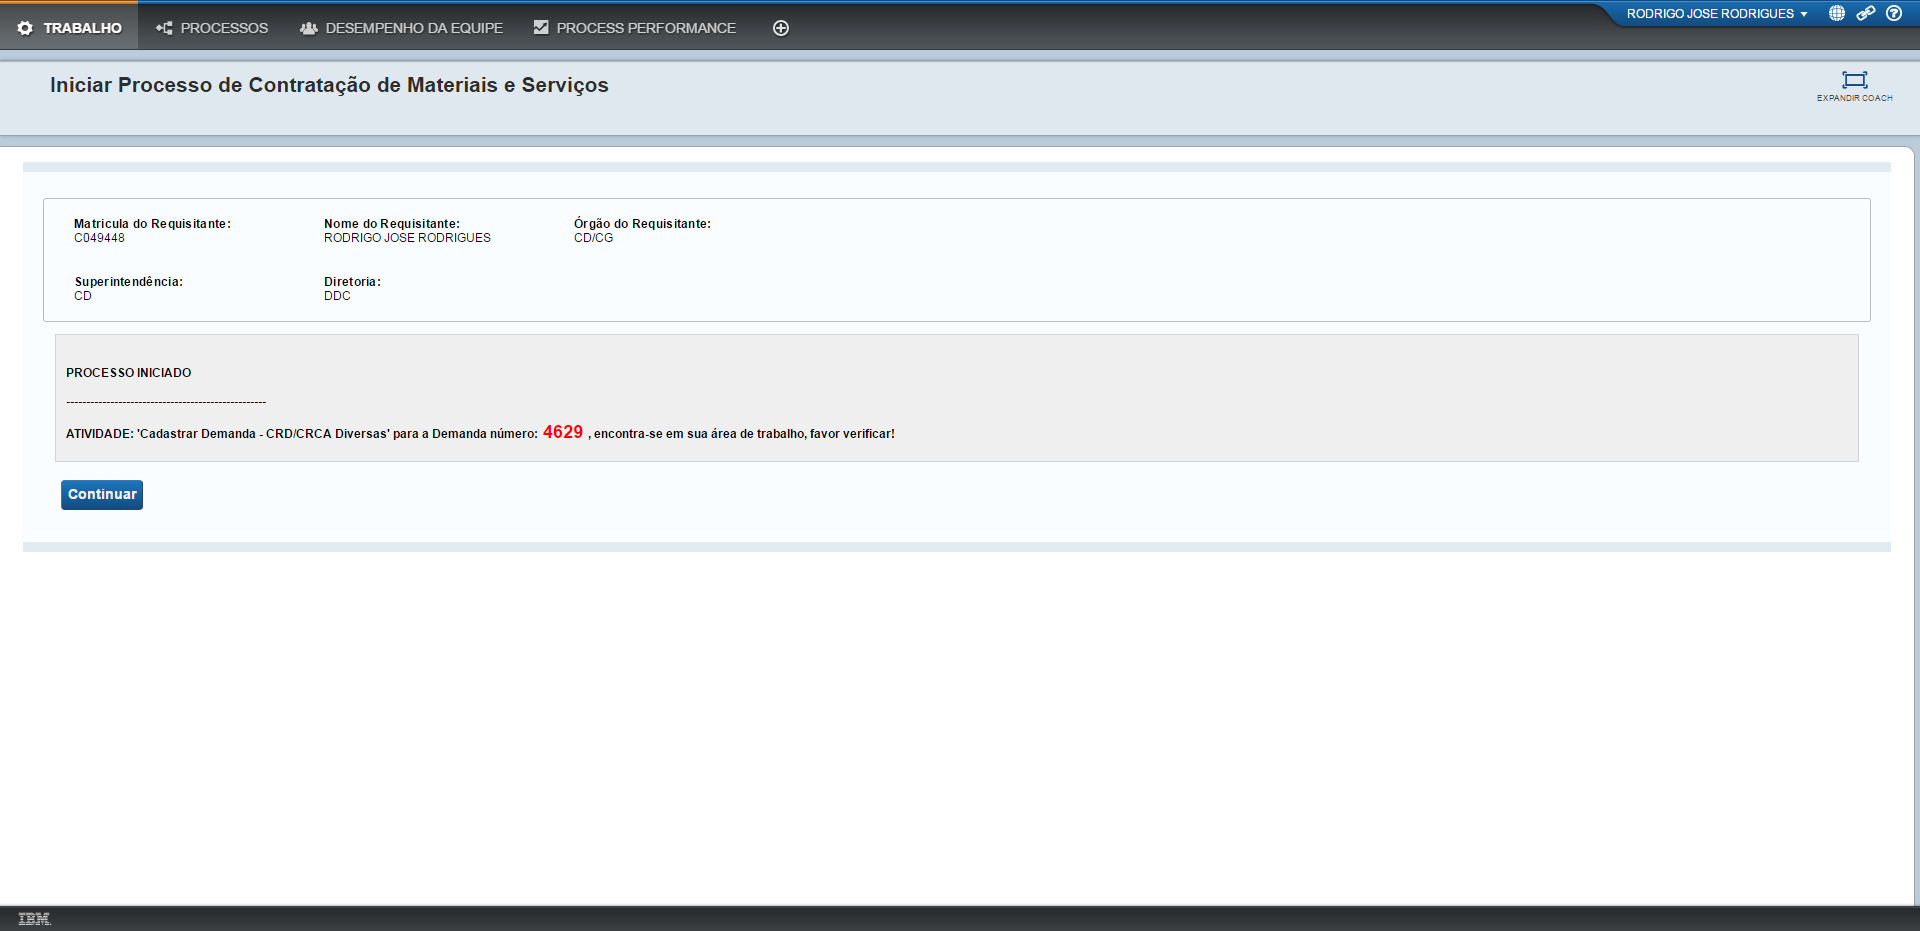 TRABALHO PROCESSOS DESEMPENHO DA EQUIPE PROCESS PERFORMANCE RODRIGO JOSE RODRIGUES
Iniciar Processo de Contratação de Materiais e Serviços
EXPANDIR COACH
Matricula do Requisitante: Nome do Requisitante: Órgão do Requisitante:
C049448 RODRIGO JOSE RODRIGUES CD/CG
Superintendência: Diretoria:
CD DDC
PROCESSO INICIADO
--------------------------------------------------
ATIVIDADE: 'Cadastrar Demanda - CRD/CRCA Diversas' para a Demanda número: 4629 , encontra-se em sua área de trabalho, favor verificar!
Continuar
IBM